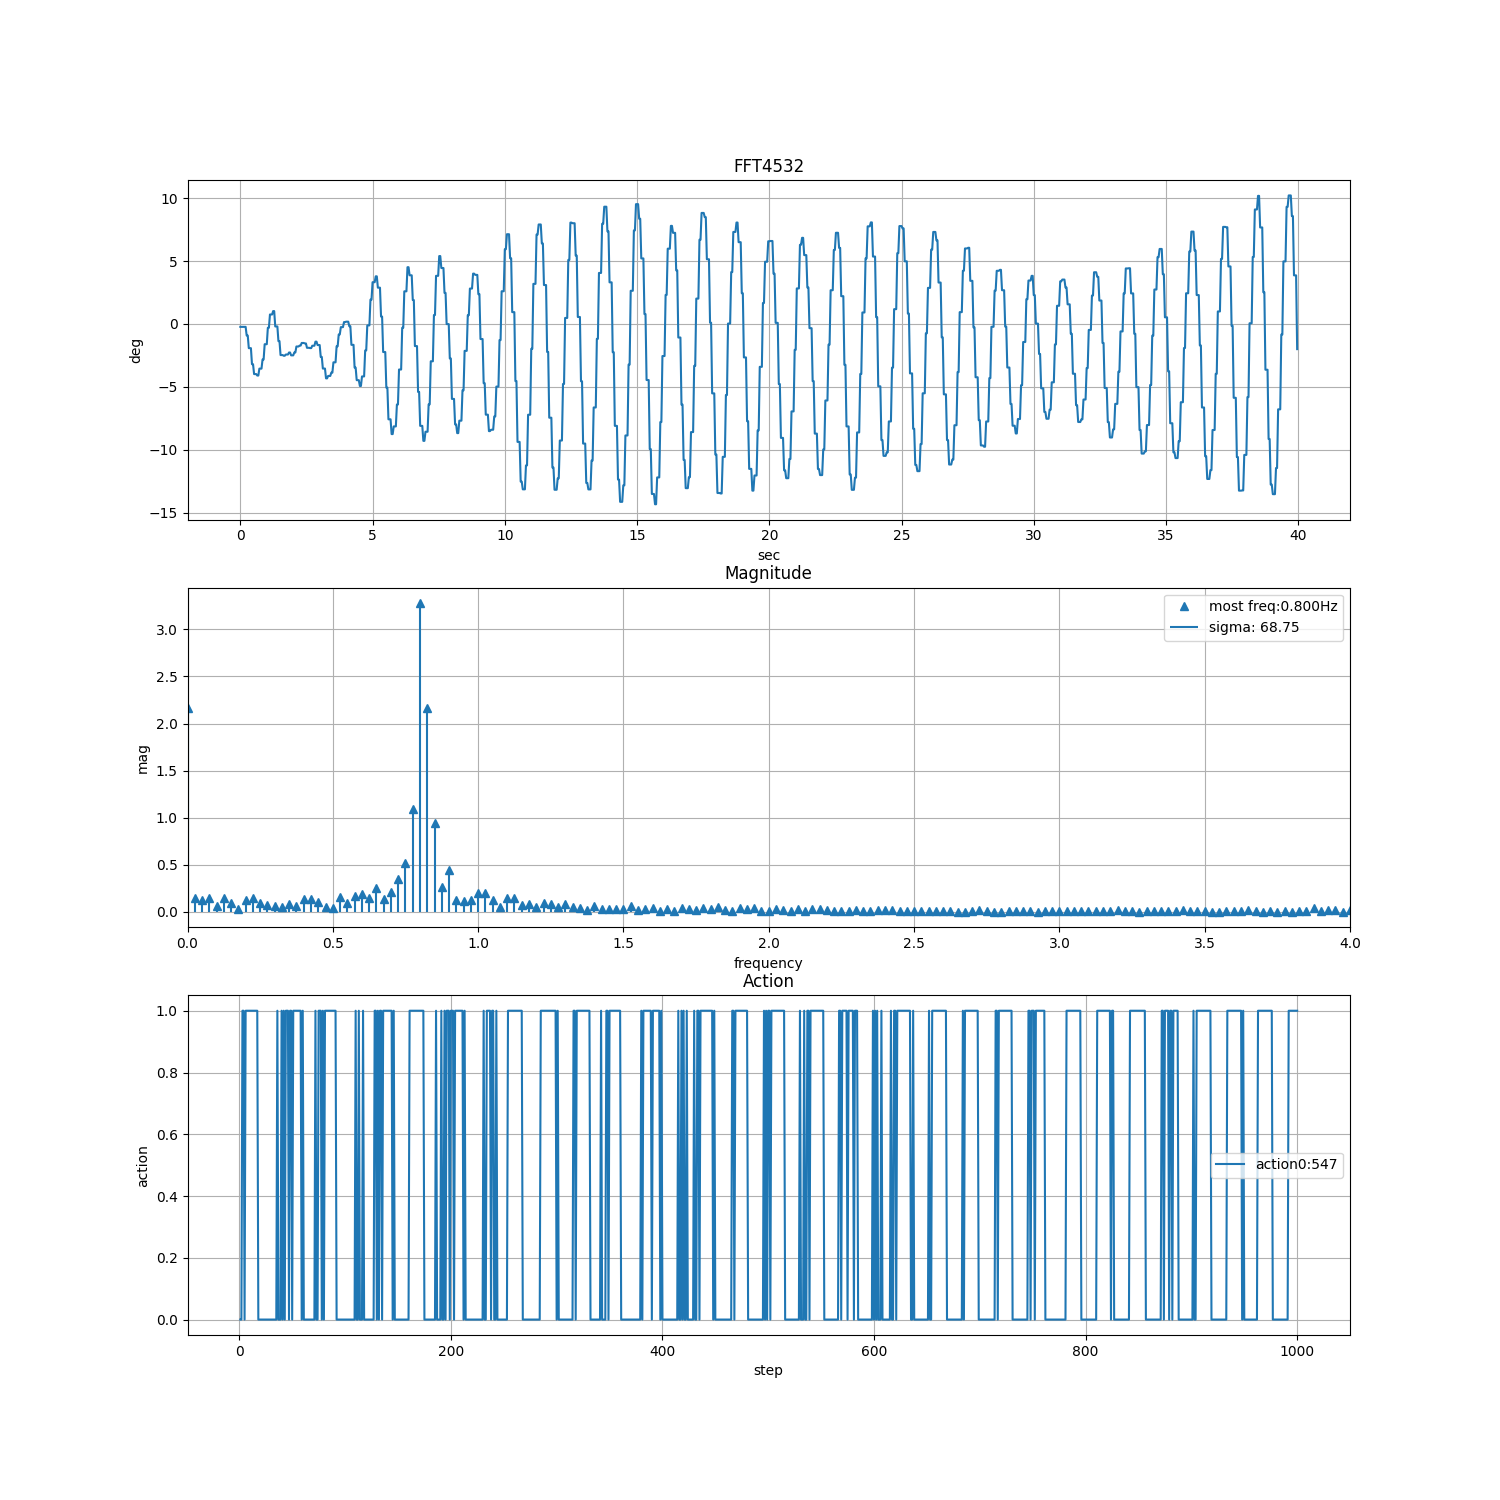 FFT4532
10
5
0
−5
−10
−15
deg
0 5 10 15 20 25 30 35 40
sec
Magnitude
most freq:0.800Hz
sigma: 68.75
3.0
2.5
2.0
1.5
1.0
0.5
0.0
mag
0.0 0.5 1.0 1.5 2.0 2.5 3.0 3.5 4.0
frequency
Action
1.0
0.8
0.6
0.4
0.2
0.0
action
action0:547
0 200 400 600 800 1000
step